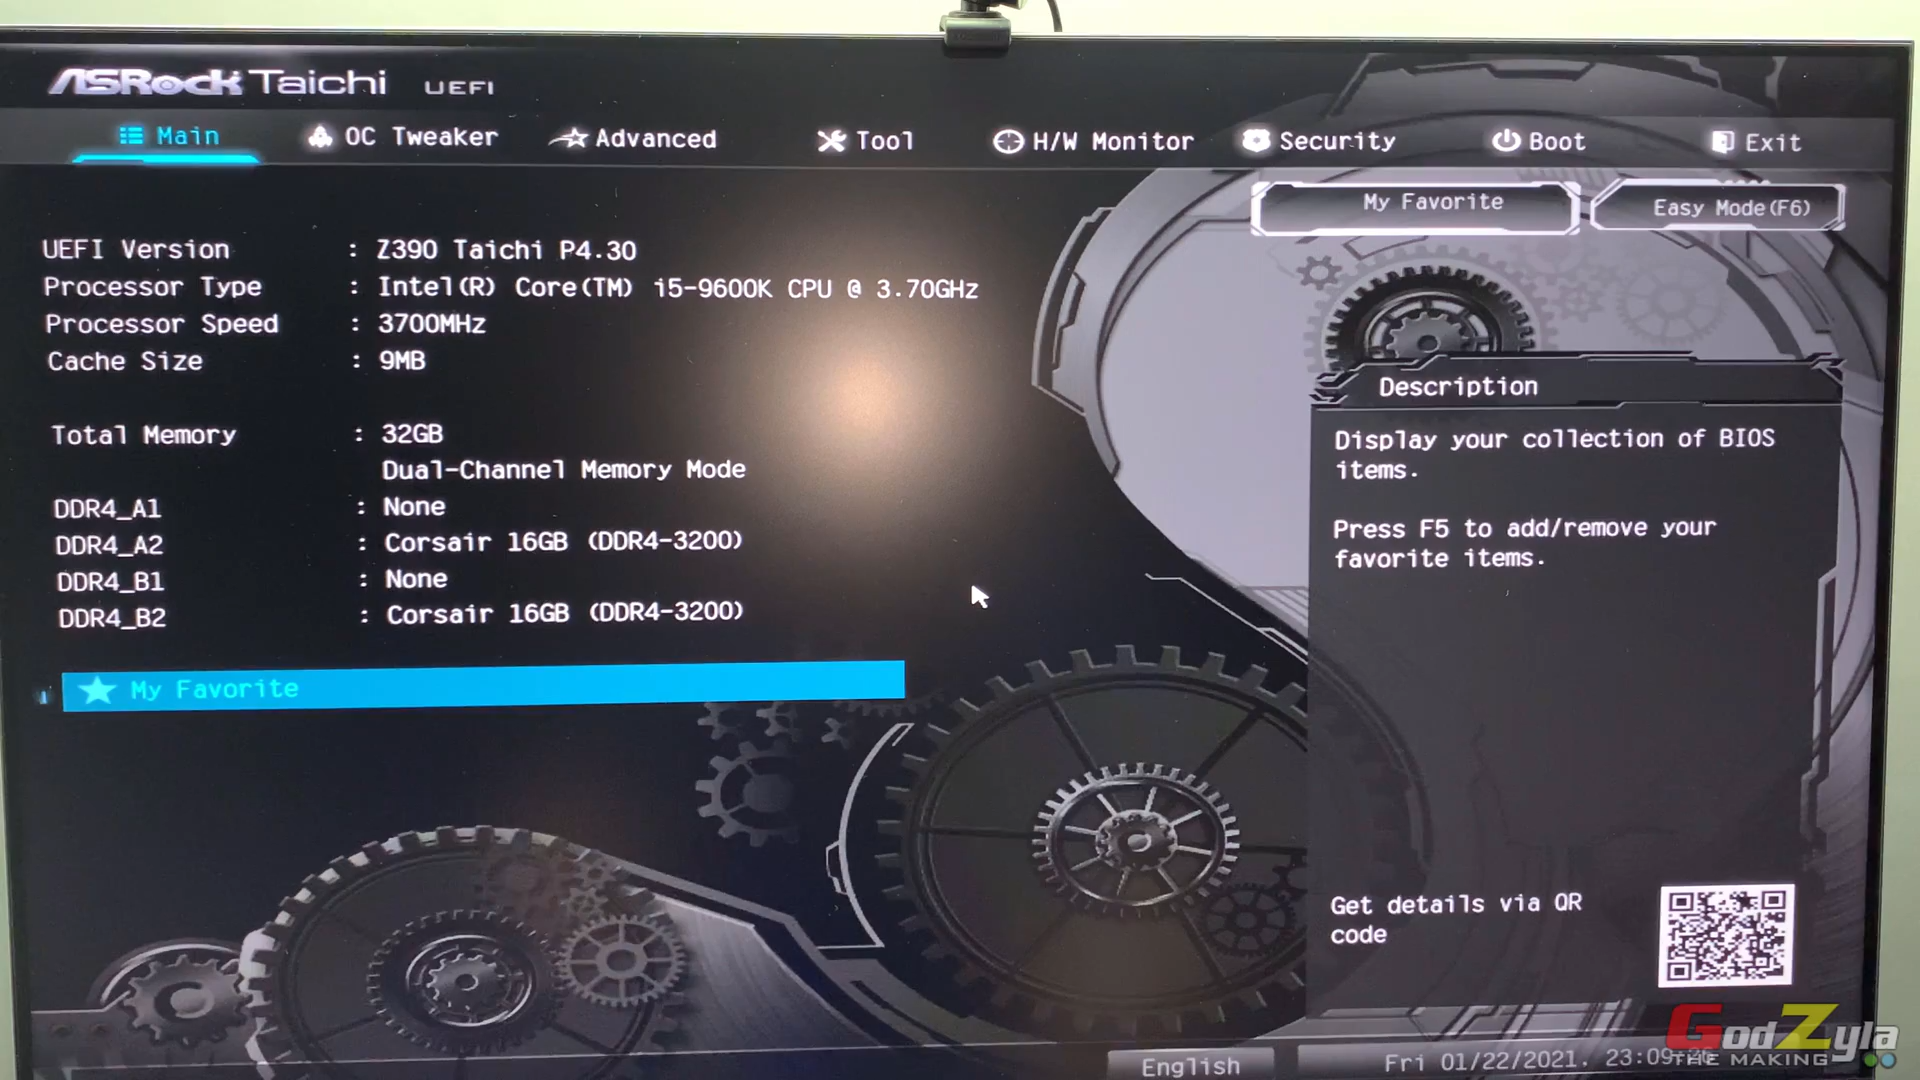 ASRock Taichi UEFI
Main OC Tweaker Advanced Tool H/W Monitor Security Boot Exit
My Favorite Easy Mode(F6)
UEFI Version : Z390 Taichi P4.30
Processor Type : Intel(R) Core(TM) i5-9600K CPU @ 3.70GHz
Processor Speed : 3700MHz
Cache Size : 9MB
Total Memory : 32GB
Dual-Channel Memory Mode
DDR4_A1 : None
DDR4_A2 : Corsair 16GB (DDR4-3200)
DDR4_B1 : None
DDR4_B2 : Corsair 16GB (DDR4-3200)
My Favorite
Description
Display your collection of BIOS
items.
Press F5 to add/remove your
favorite items.
Get details via QR
code
English
Fri 01/22/2021, 23:09
GodZyla
THE MAKING